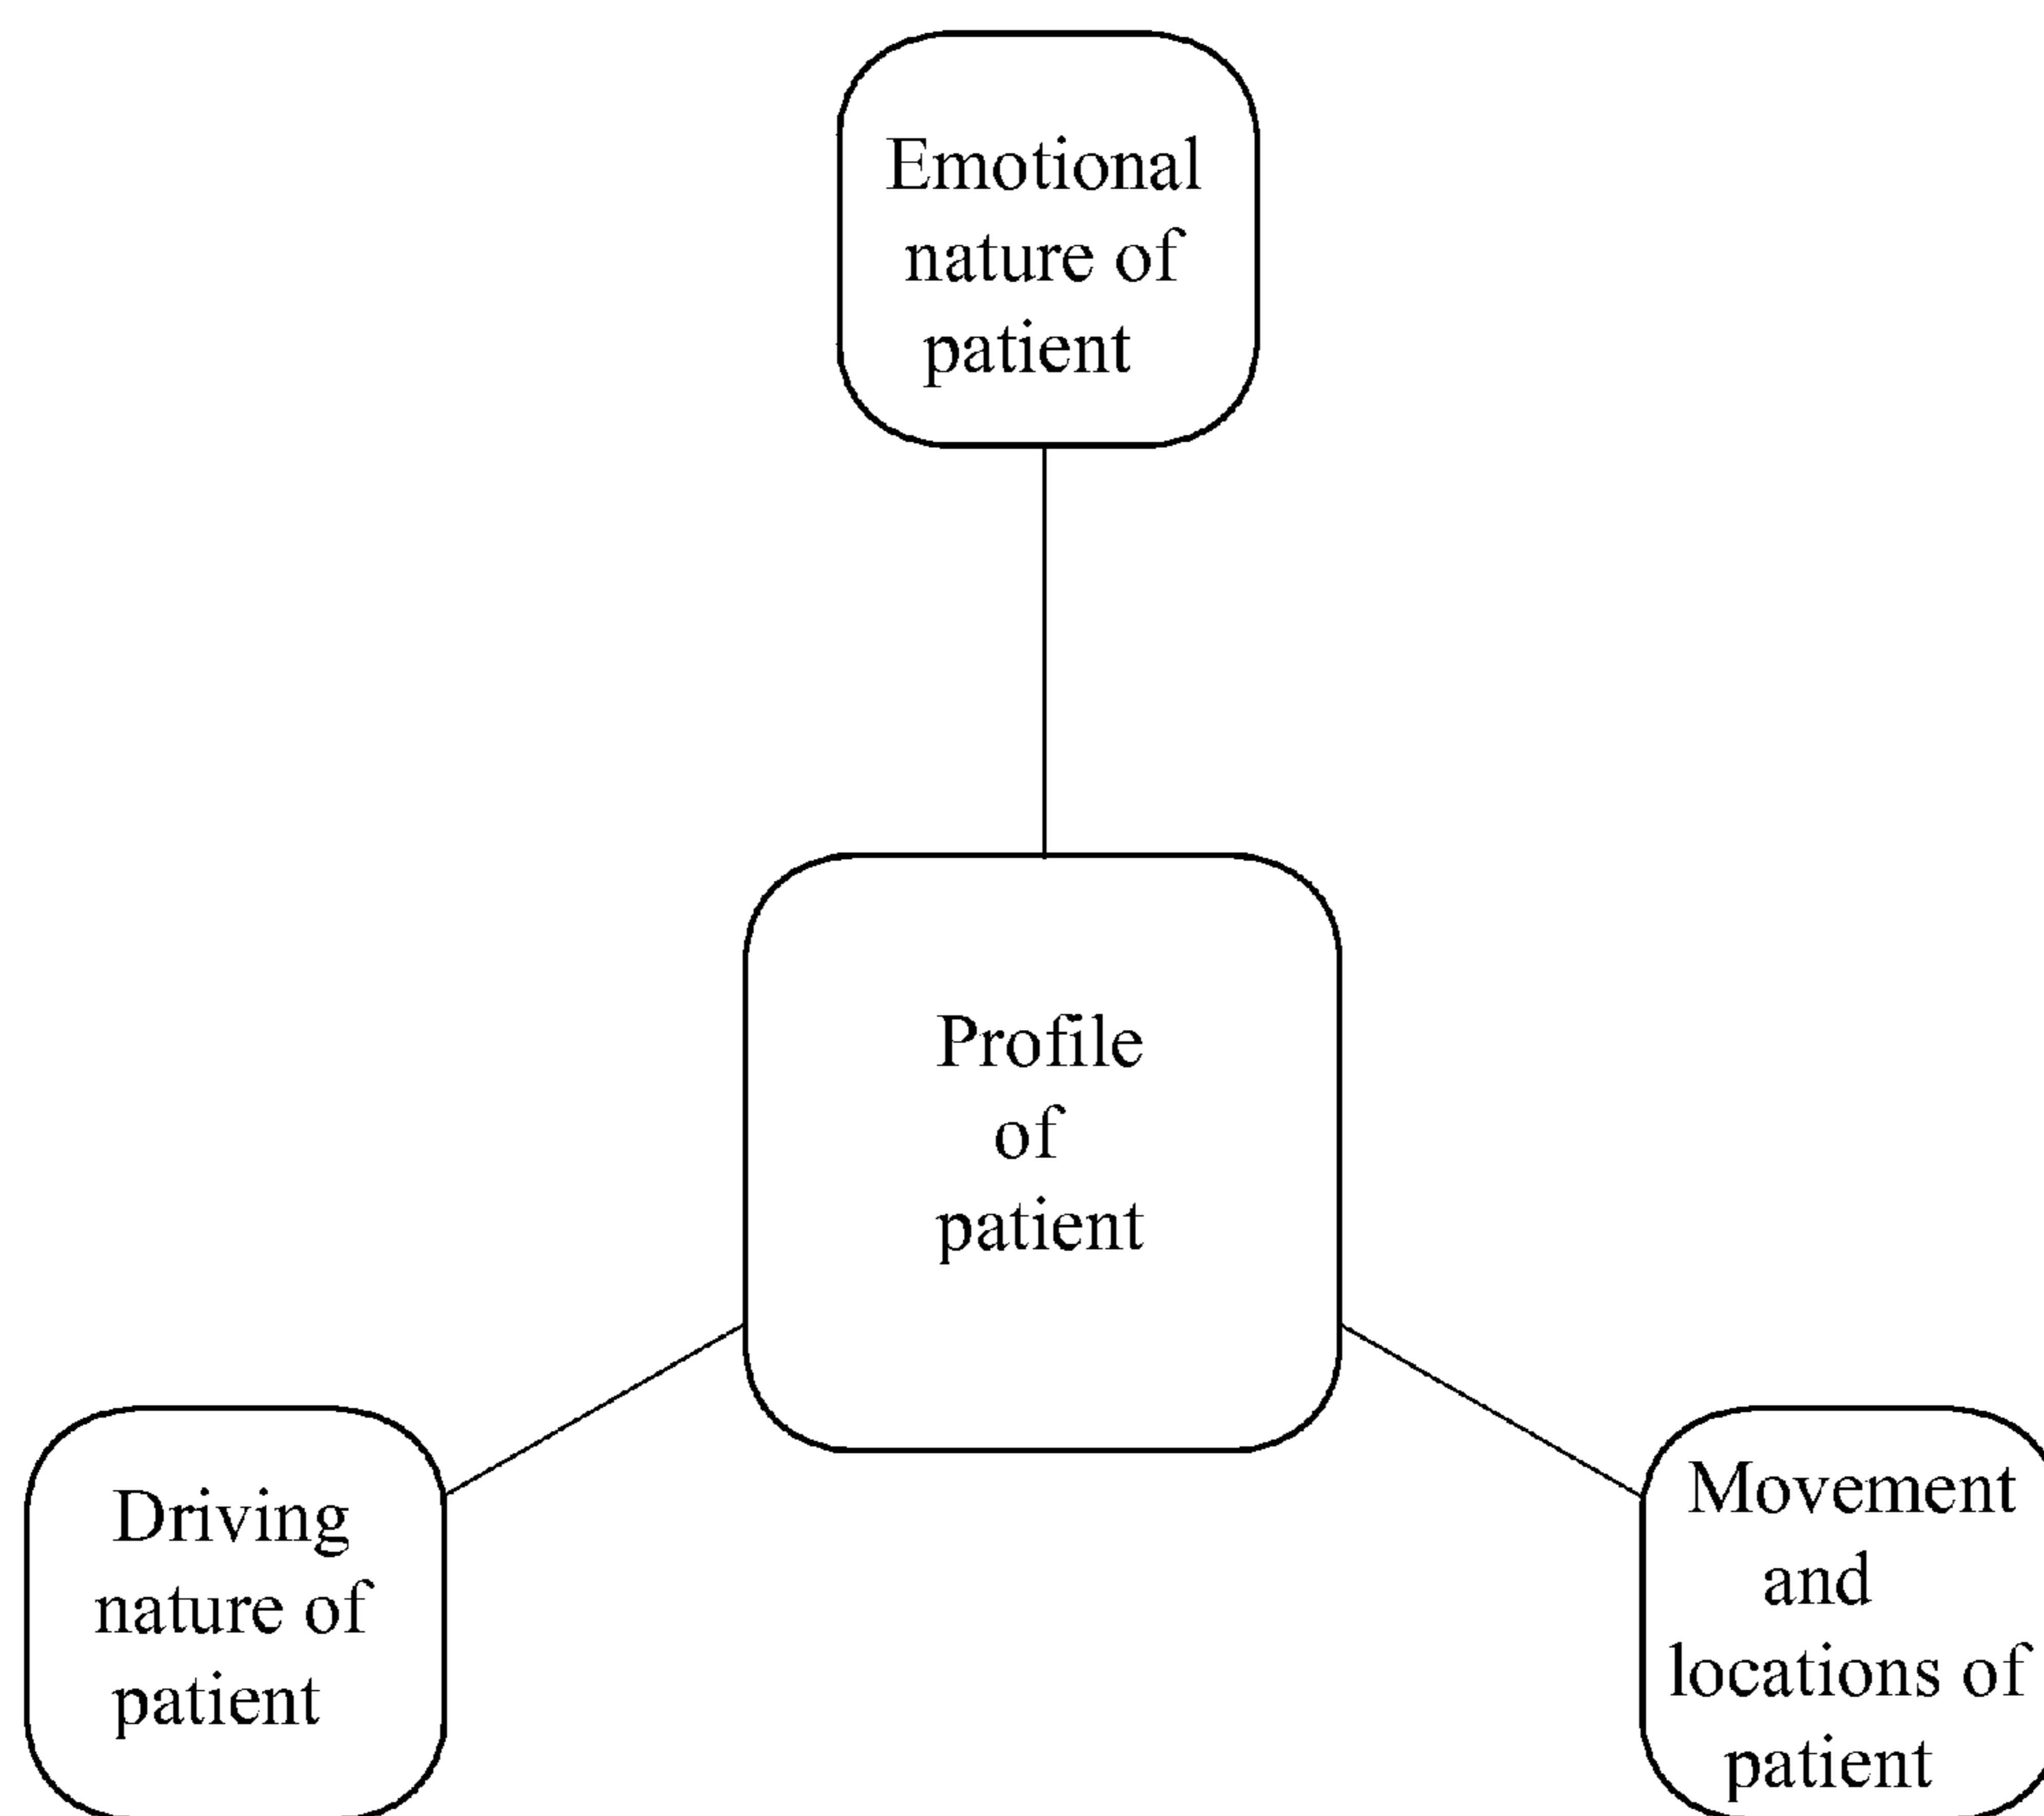 Emotional
nature of
patient
Profile
of
patient
Driving
nature of
patient
Movement
and
locations of
patient